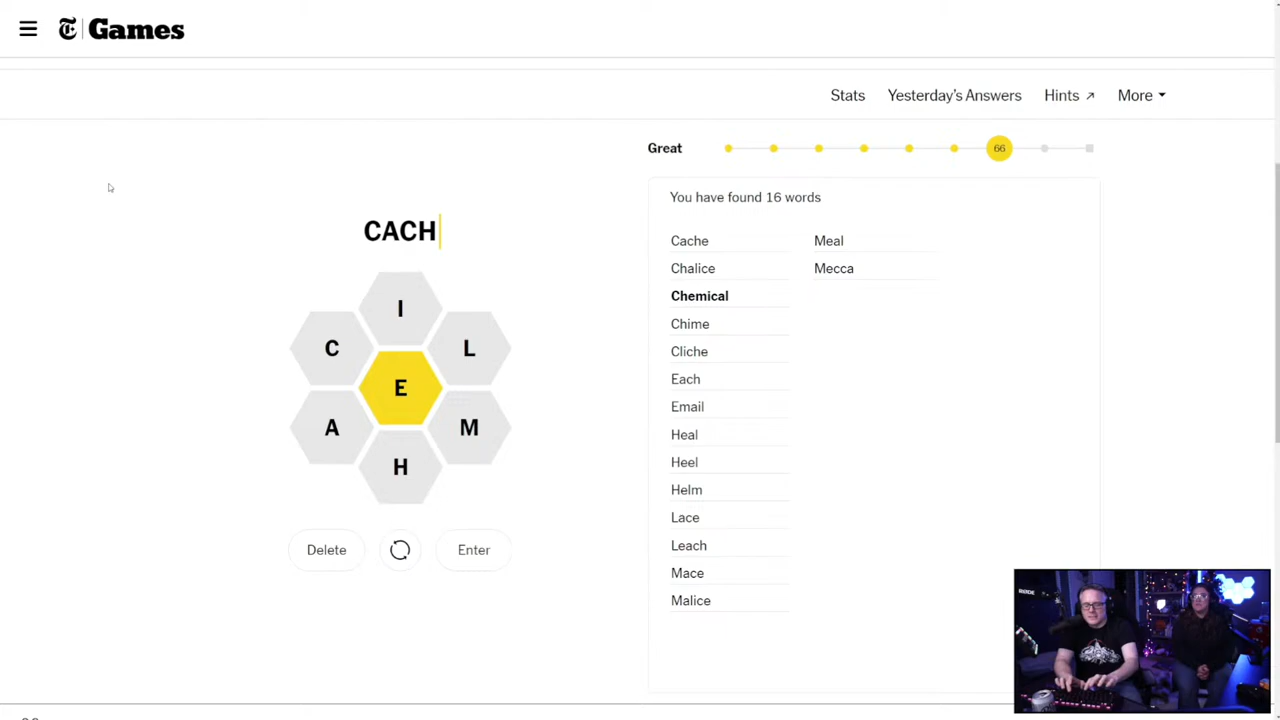 Games
Stats Yesterday's Answers Hints ↗ More
Great 66
You have found 16 words
CACH
Cache Meal
Chalice Mecca
Chemical
Chime
Cliche
Each
Email
Heal
Heel
Helm
Lace
Leach
Mace
Malice
I
C L
E
A M
H
Delete Enter
RØDE